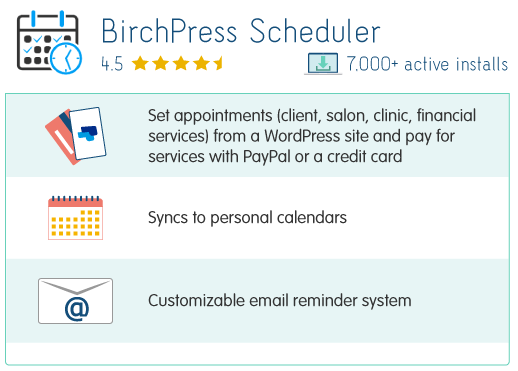 BirchPress Scheduler
4.5
7,000+ active installs
Set appointments (client, salon, clinic, financial
services) from a WordPress site and pay for
services with PayPal or a credit card
Syncs to personal calendars
@
Customizable email reminder system